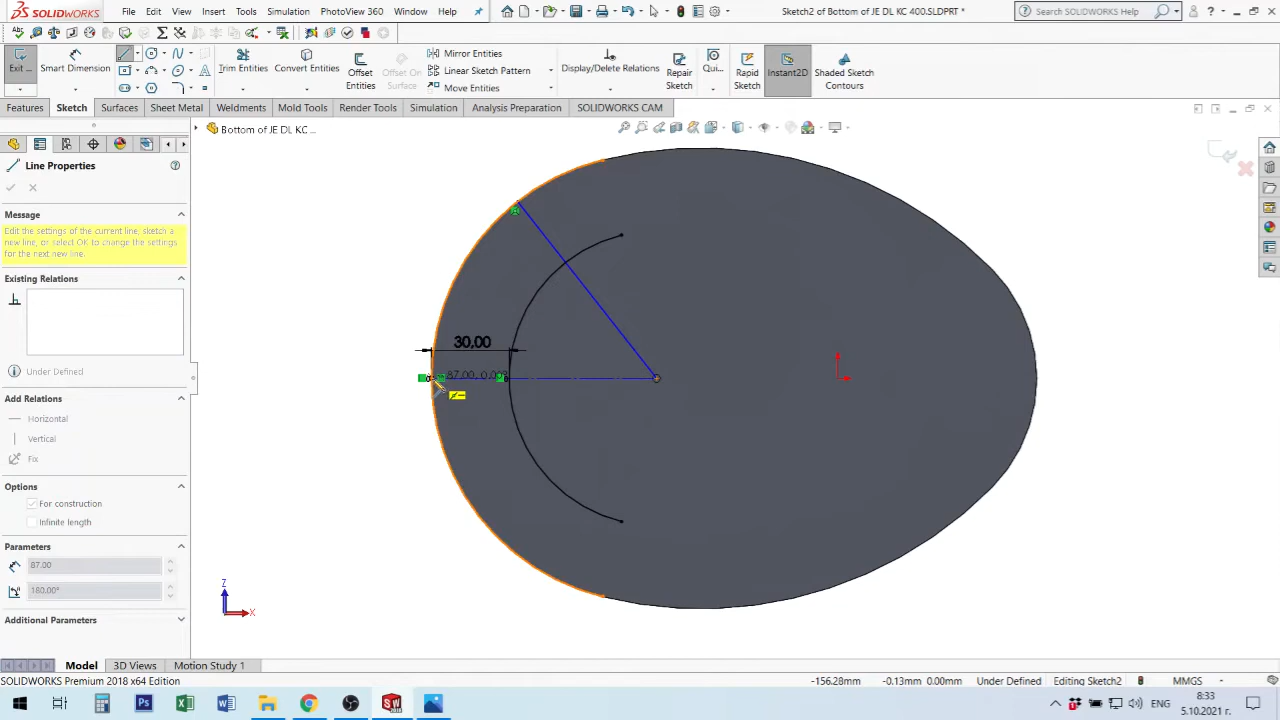 SOLIDWORKS
File Edit View Insert Tools Simulation PhotoView 360 Window Help
Sketch2 of Bottom of JE DL KC 400.SLDPRT *
Search SOLIDWORKS Help
Exit ...
Smart Dimension
Trim Entities
Convert Entities
Offset Entities
Offset On Surface
Mirror Entities
Linear Sketch Pattern
Move Entities
Display/Delete Relations
Repair Sketch
Qui...
Rapid Sketch
Instant2D
Shaded Sketch Contours
Features Sketch Surfaces Sheet Metal Weldments Mold Tools Render Tools Simulation Analysis Preparation SOLIDWORKS CAM
Bottom of JE DL KC ...
Line Properties
Message
Edit the settings of the current line, sketch a
new line, or select OK to change the settings
for the next new line.
Existing Relations
Under Defined
Add Relations
Horizontal
Vertical
Fix
Options
For construction
Infinite length
Parameters
87.00
180.00°
Additional Parameters
30,00
Z
X
Model 3D Views Motion Study 1
SOLIDWORKS Premium 2018 x64 Edition
-156.28mm -0.13mm 0.00mm Under Defined Editing Sketch2 MMGS
ENG
8:33
5.10.2021 г.